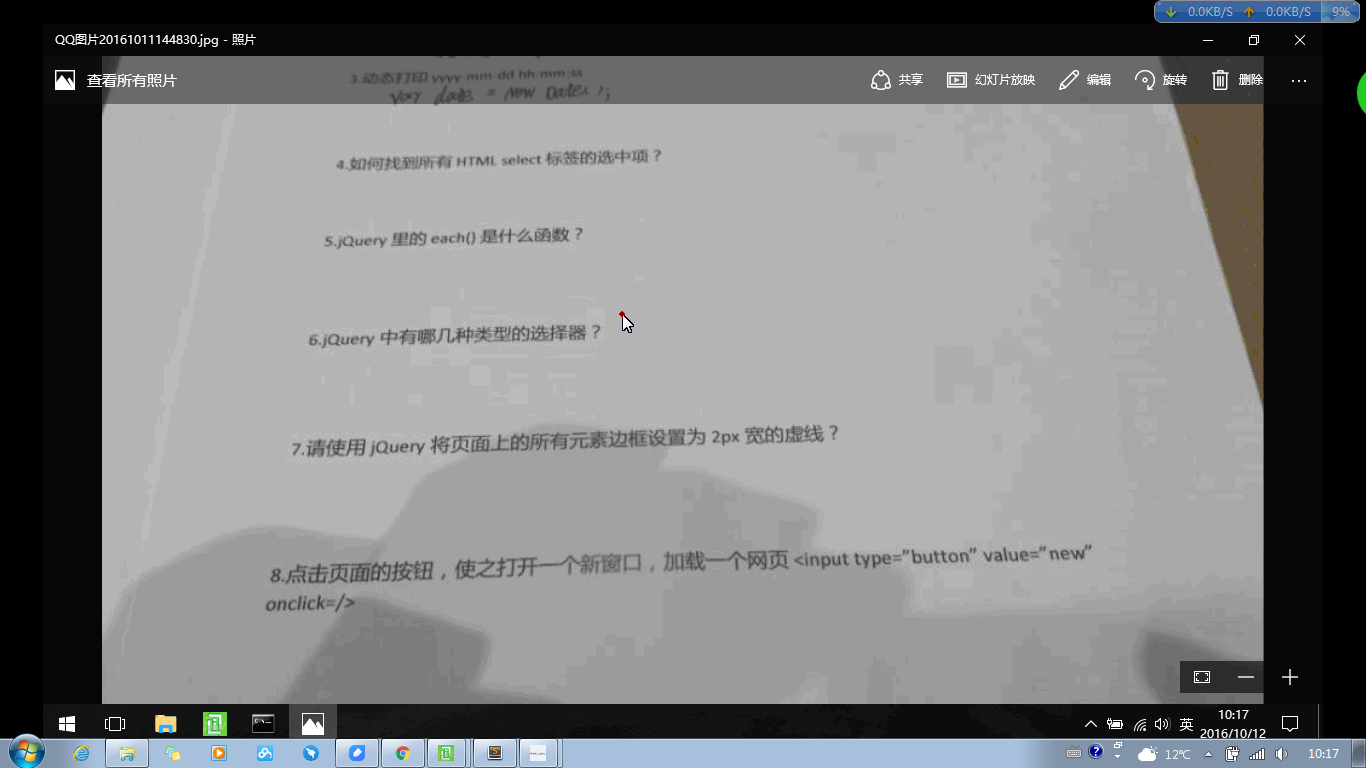 0.0KB/S 0.0KB/S 9%
QQ图片20161011144830.jpg - 照片
查看所有照片 共享 幻灯片放映 编辑 旋转 删除 ...
3.动态打印 yyyy-mm-dd hh:mm:ss
var date = new Date();
4.如何找到所有 HTML select 标签的选中项？
5.jQuery 里的 each() 是什么函数？
6.jQuery 中有哪几种类型的选择器？
7.请使用 jQuery 将页面上的所有元素边框设置为 2px 宽的虚线？
8.点击页面的按钮，使之打开一个新窗口，加载一个网页 <input type="button" value="new"
onclick=/>
英 10:17
2016/10/12
12℃ 10:17